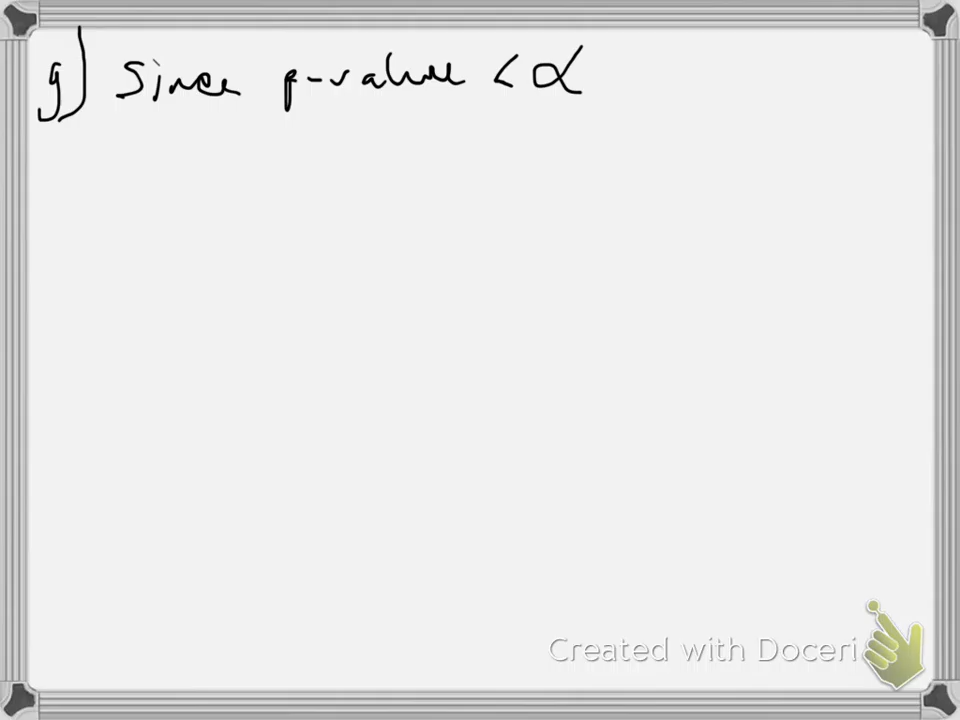 g) Since p-value < α
Created with Doceri